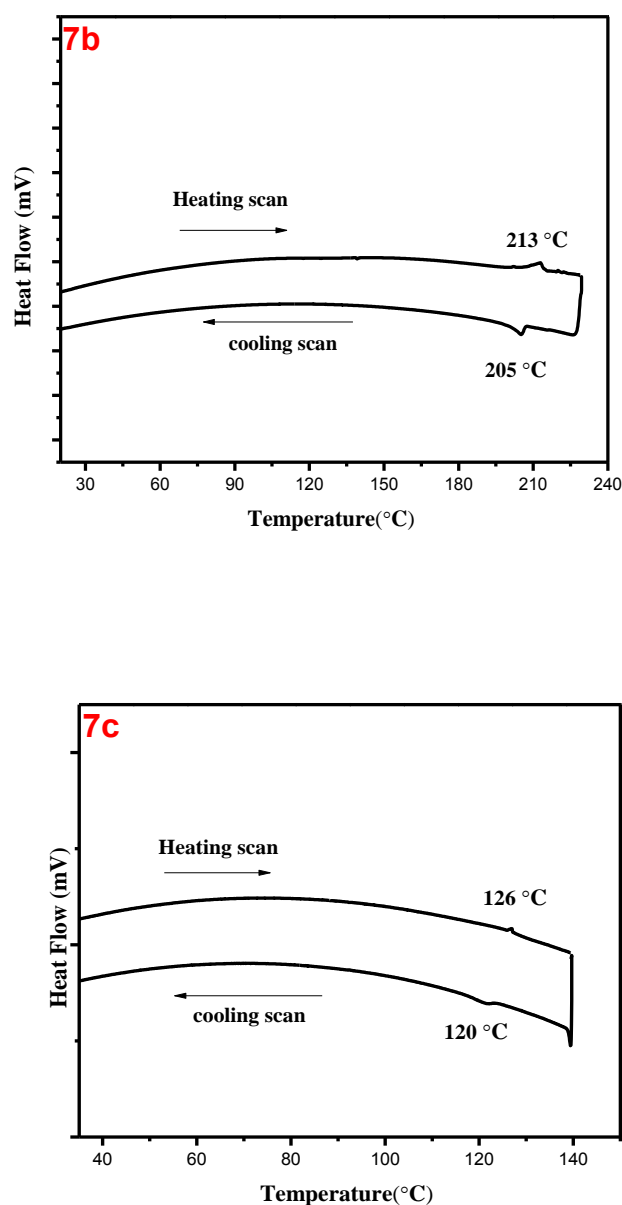 7b
Heating scan
213 °C
Heat Flow (mV)
cooling scan
205 °C
30 60 90 120 150 180 210 240
Temperature(°C)
7c
Heating scan
126 °C
Heat Flow (mV)
cooling scan
120 °C
40 60 80 100 120 140
Temperature(°C)